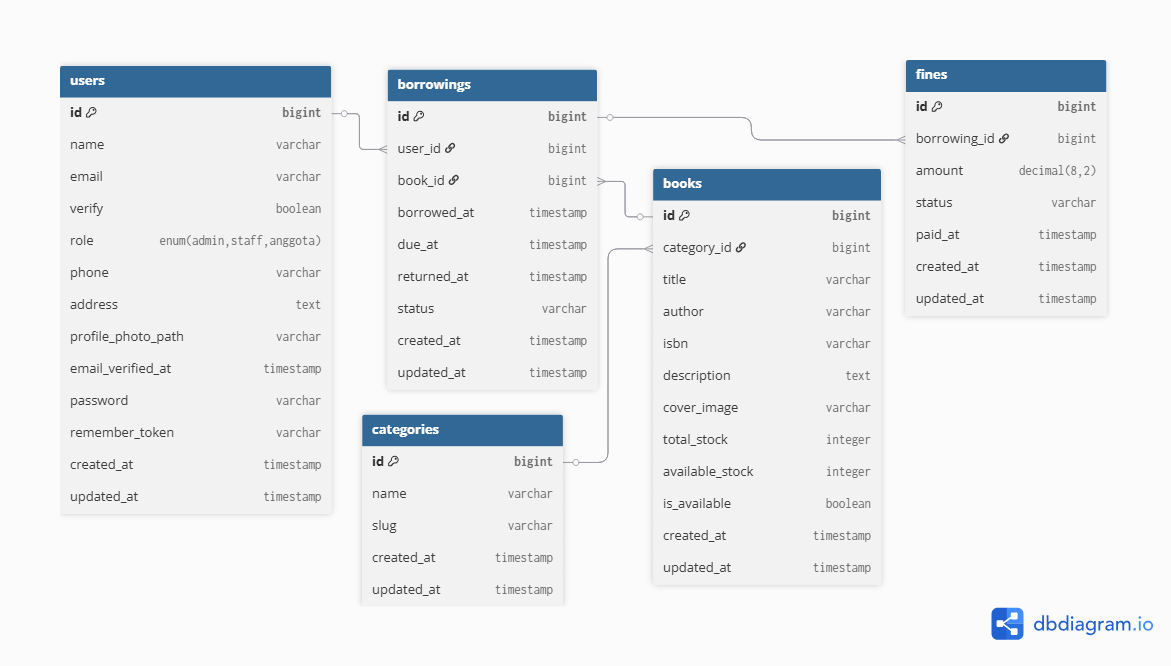 users
id bigint
name varchar
email varchar
verify boolean
role enum(admin,staff,anggota)
phone varchar
address text
profile_photo_path varchar
email_verified_at timestamp
password varchar
remember_token varchar
created_at timestamp
updated_at timestamp
borrowings
id bigint
user_id bigint
book_id bigint
borrowed_at timestamp
due_at timestamp
returned_at timestamp
status varchar
created_at timestamp
updated_at timestamp
categories
id bigint
name varchar
slug varchar
created_at timestamp
updated_at timestamp
books
id bigint
category_id bigint
title varchar
author varchar
isbn varchar
description text
cover_image varchar
total_stock integer
available_stock integer
is_available boolean
created_at timestamp
updated_at timestamp
fines
id bigint
borrowing_id bigint
amount decimal(8,2)
status varchar
paid_at timestamp
created_at timestamp
updated_at timestamp
dbdiagram.io